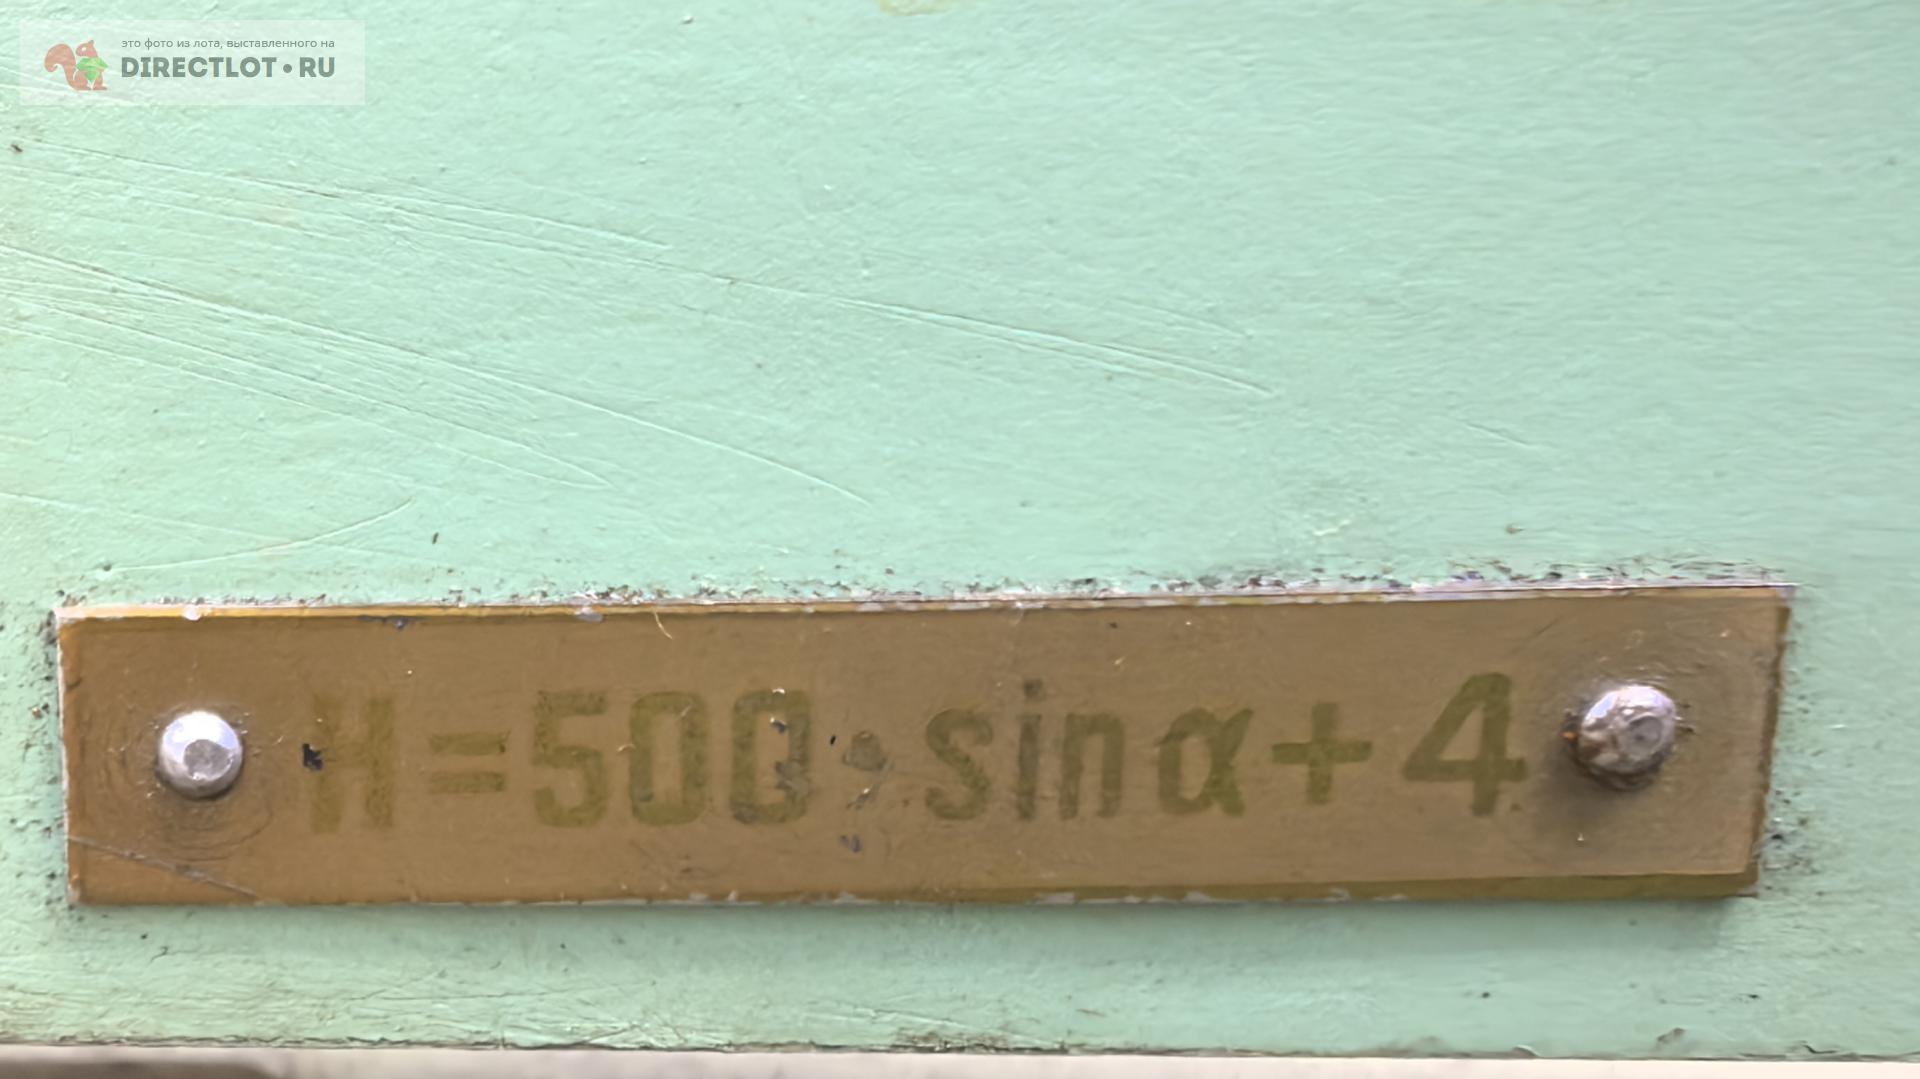 это фото из лота, выставленного на
DIRECTLOT•RU
H=500·sinα+4